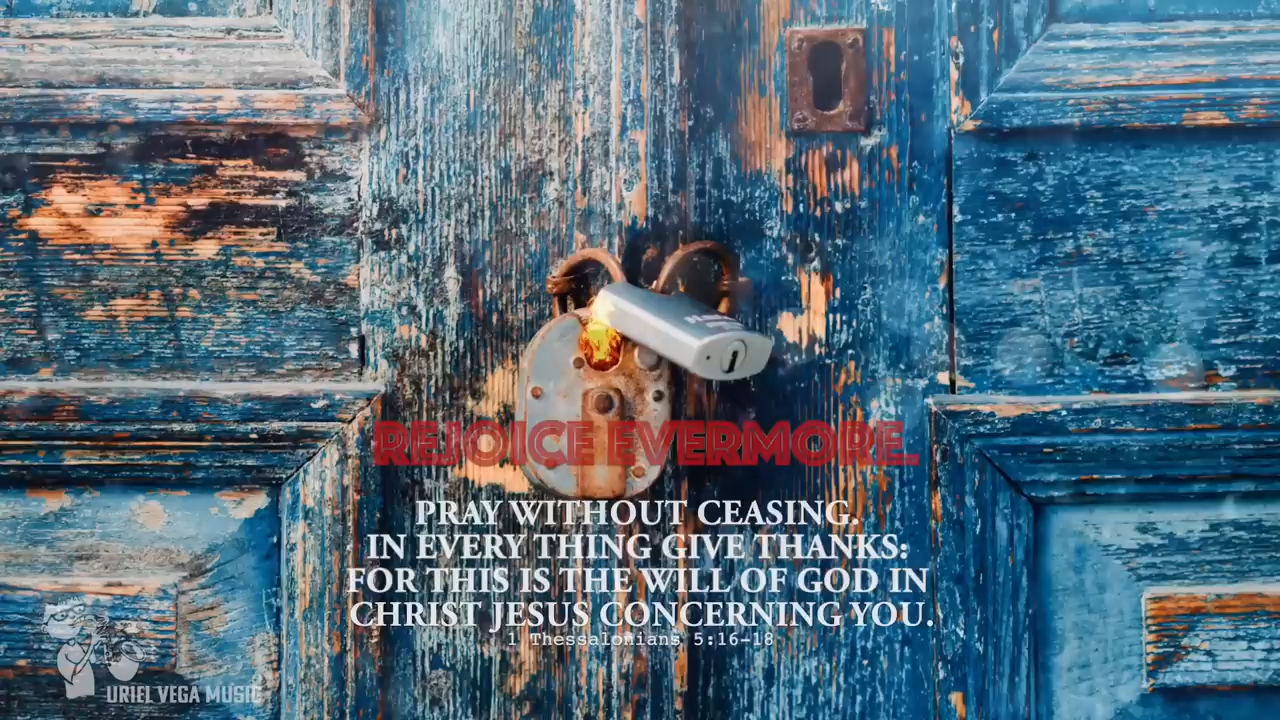 REJOICE EVERMORE.
PRAY WITHOUT CEASING.
IN EVERY THING GIVE THANKS:
FOR THIS IS THE WILL OF GOD IN
CHRIST JESUS CONCERNING YOU.
1 Thessalonians 5:16-18
URIEL VEGA MUSIC